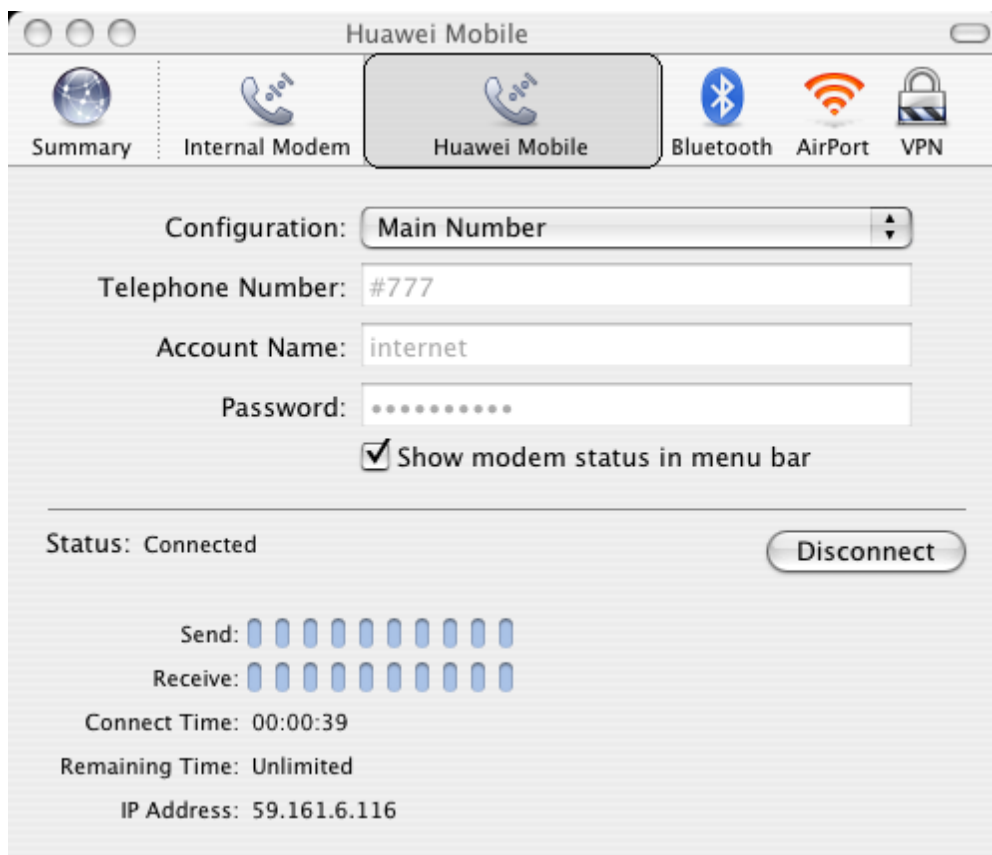 Huawei Mobile
Summary Internal Modem Huawei Mobile Bluetooth AirPort VPN
Configuration: Main Number
Telephone Number: #777
Account Name: internet
Password: ••••••••••
Show modem status in menu bar
Status: Connected Disconnect
Send:
Receive:
Connect Time: 00:00:39
Remaining Time: Unlimited
IP Address: 59.161.6.116